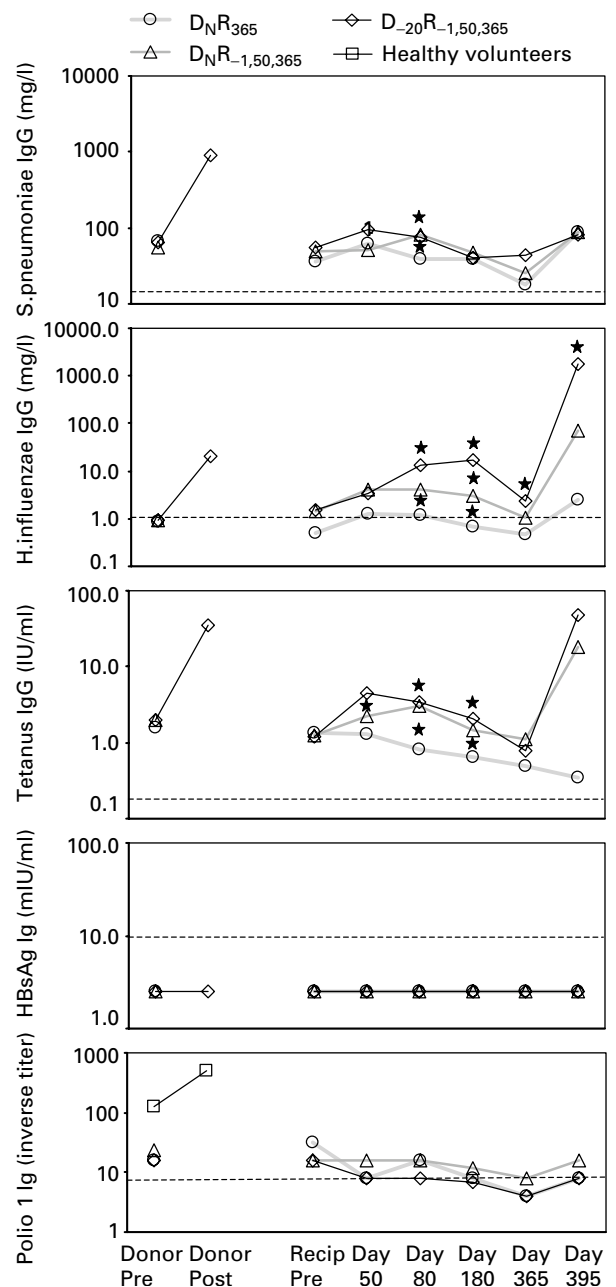 DNR365 D–20R–1,50,365
DNR–1,50,365 Healthy volunteers
S.pneumoniae IgG (mg/l)
10000
1000
100
10
H.influenzae IgG (mg/l)
10000.0
1000.0
100.0
10.0
1.0
0.1
Tetanus IgG (IU/ml)
100.0
10.0
1.0
0.1
HBsAg Ig (mIU/ml)
100.0
10.0
1.0
Polio 1 Ig (inverse titer)
1000
100
10
1
Donor Donor Recip Day Day Day Day Day
Pre Post Pre 50 80 180 365 395